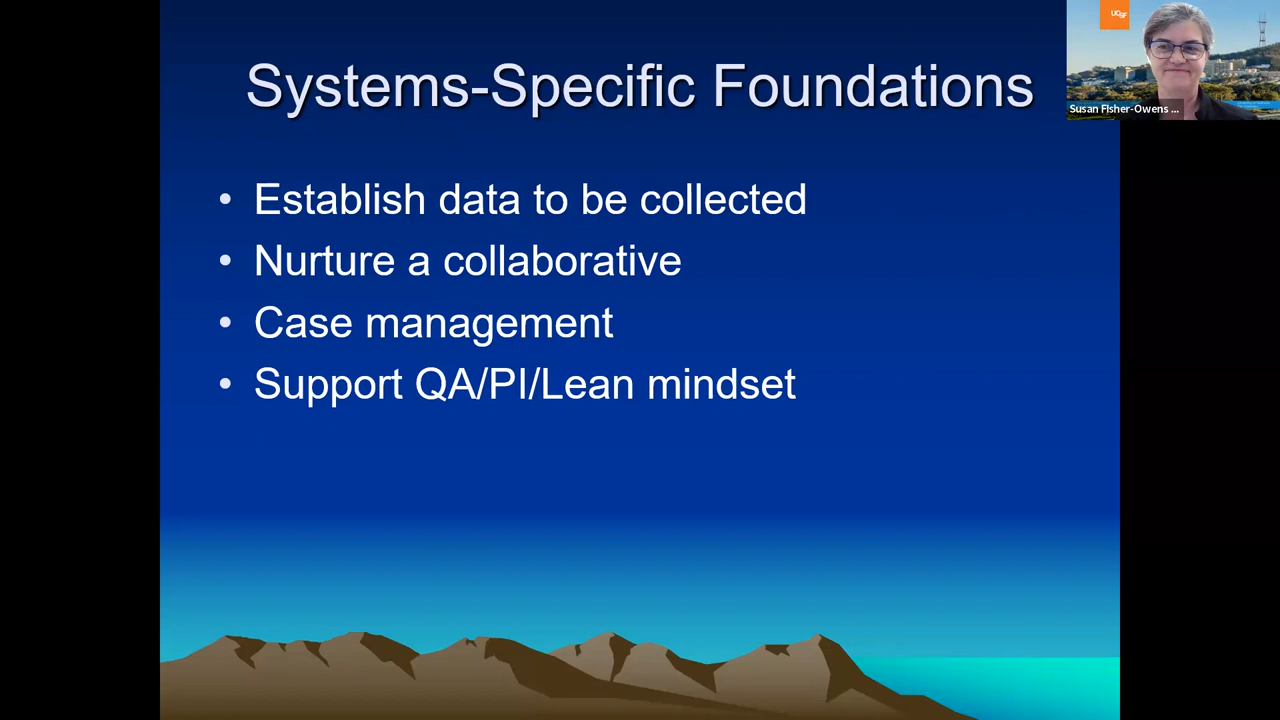 Systems-Specific Foundations
UCSF
Susan FIsher-Owens ...
• Establish data to be collected
• Nurture a collaborative
• Case management
• Support QA/PI/Lean mindset